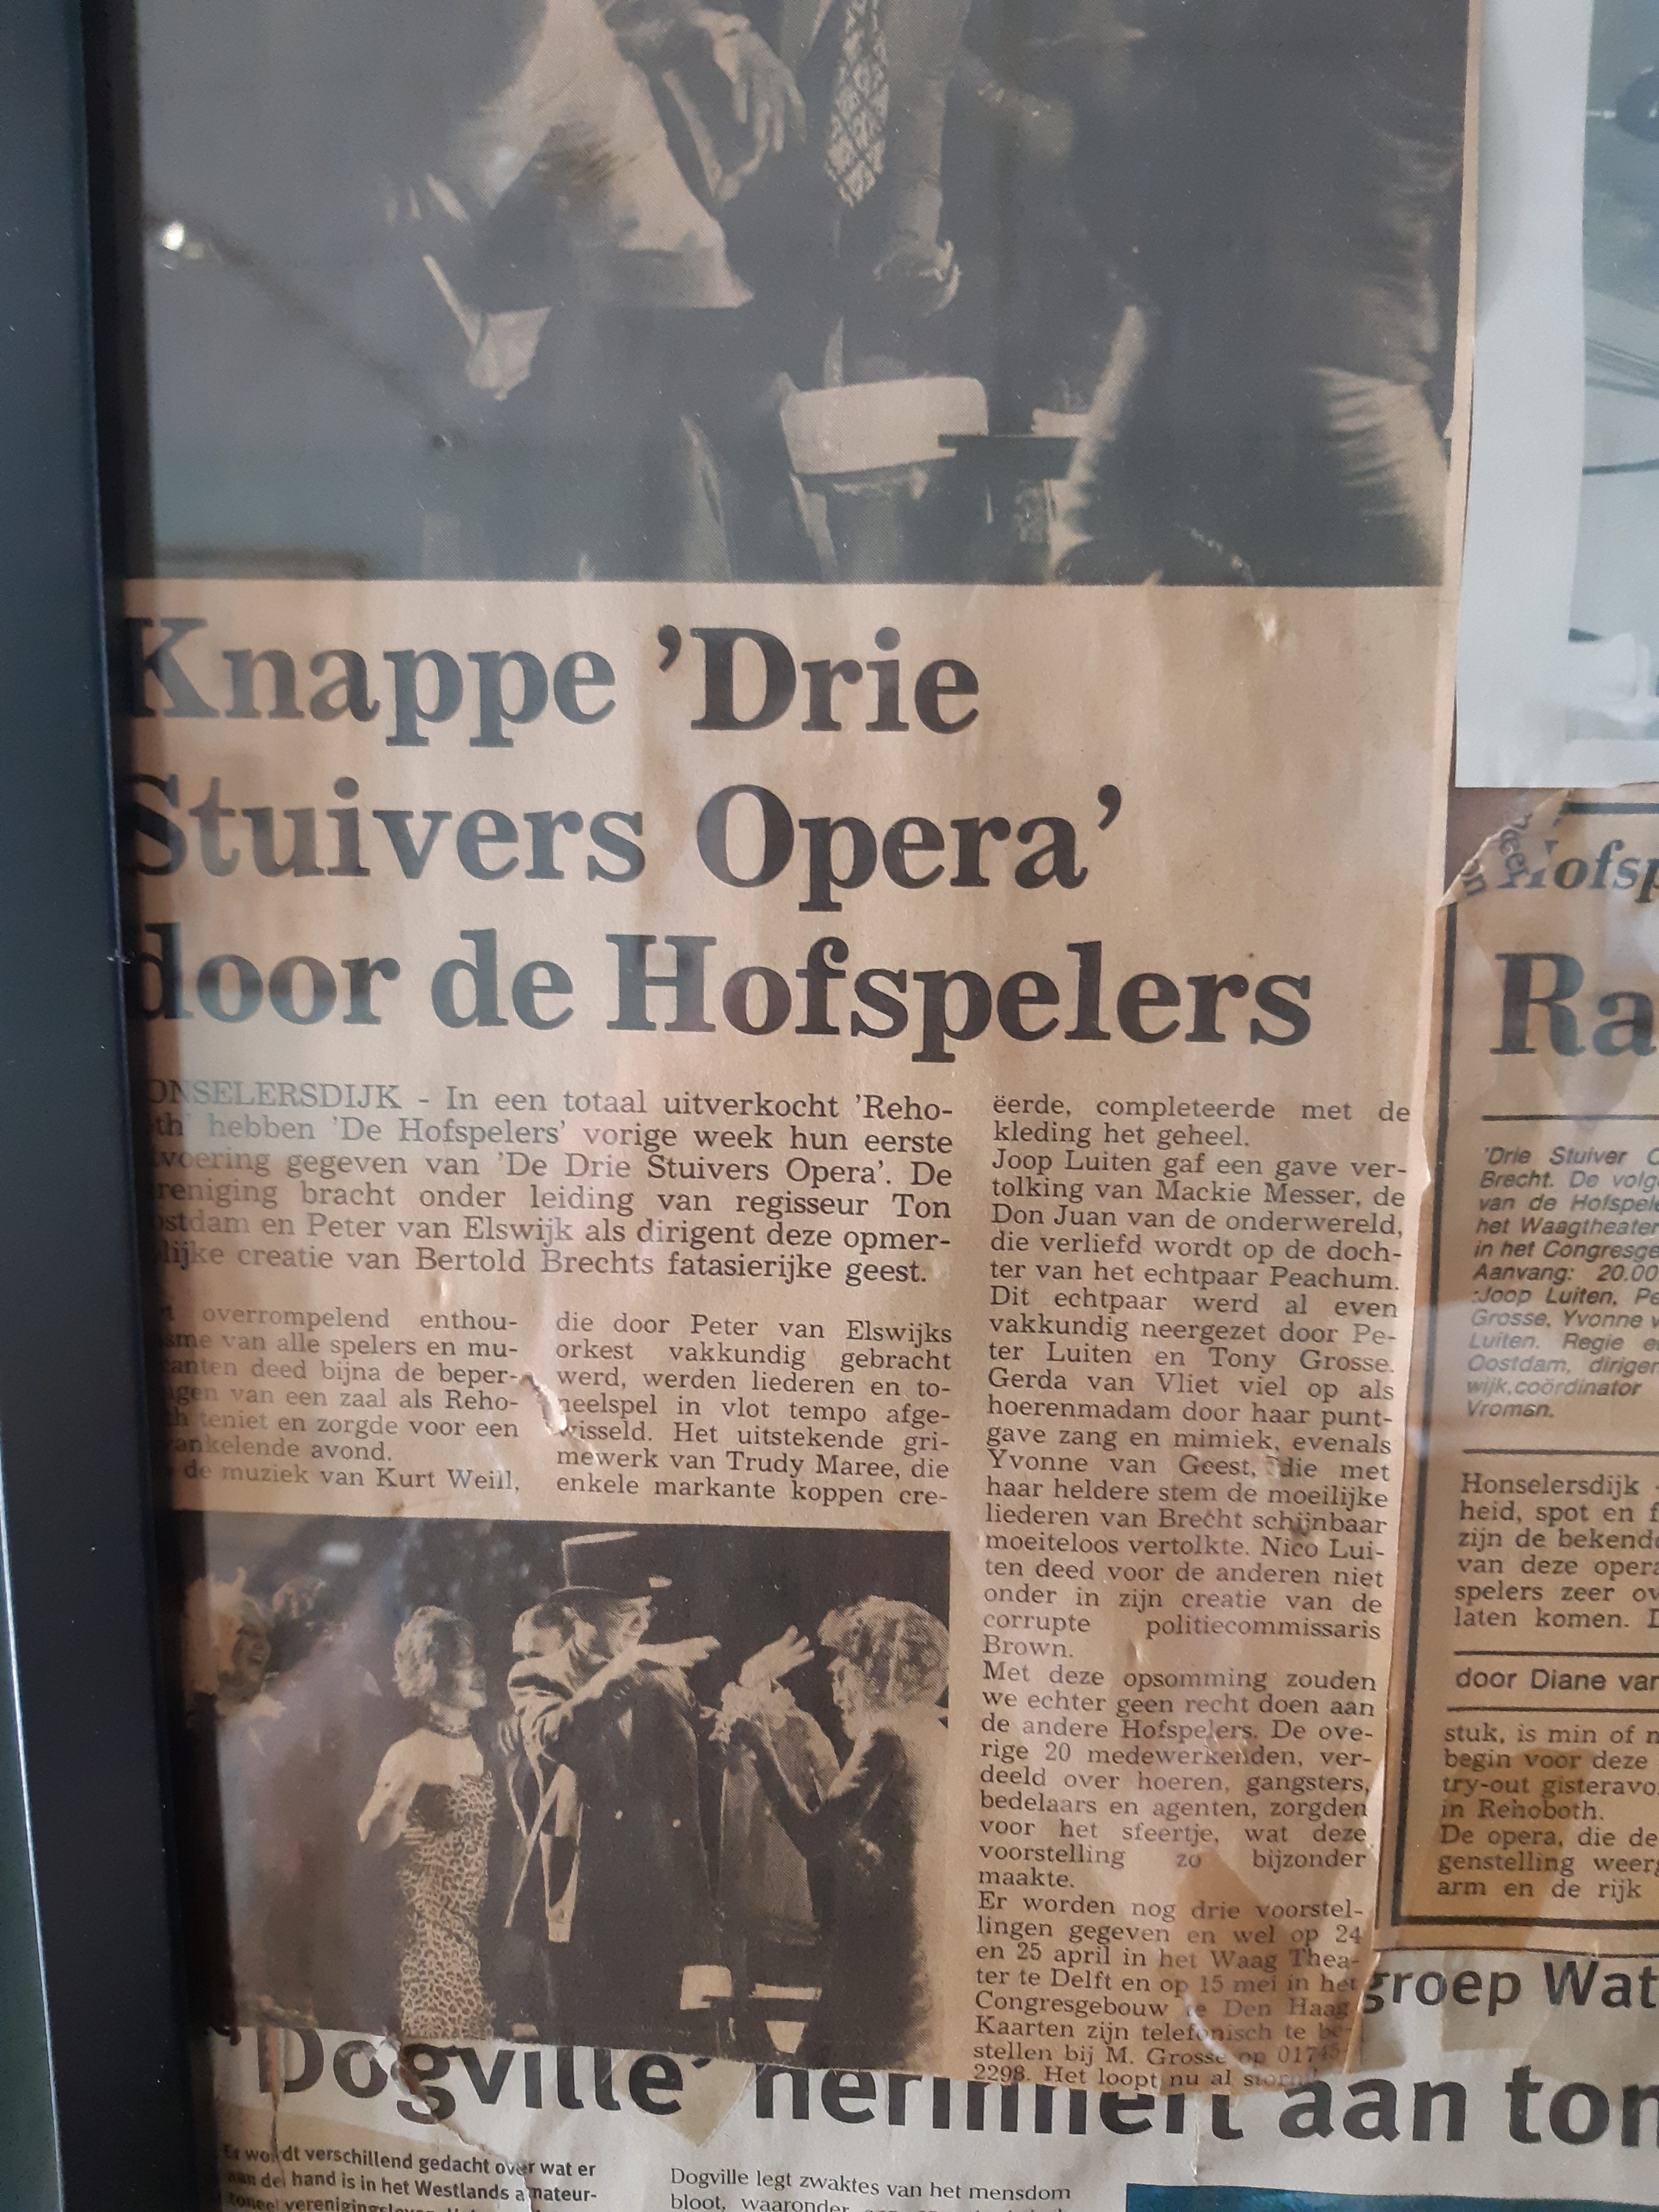 Knappe 'Drie
Stuivers Opera'
door de Hofspelers
ONSELERSDIJK - In een totaal uitverkocht 'Reho-
th' hebben 'De Hofspelers' vorige week hun eerste
voering gegeven van 'De Drie Stuivers Opera'. De
reniging bracht onder leiding van regisseur Ton
ostdam en Peter van Elswijk als dirigent deze opmer-
lijke creatie van Bertold Brechts fatasierijke geest.
overrompelend enthou-
sme van alle spelers en mu-
canten deed bijna de beper-
ngen van een zaal als Reho-
th teniet en zorgde voor een
rankelende avond.
de muziek van Kurt Weill,
die door Peter van Elswijks
orkest vakkundig gebracht
werd, werden liederen en to-
neelspel in vlot tempo afge-
wisseld. Het uitstekende gri-
mewerk van Trudy Maree, die
enkele markante koppen cre-
ëerde, completeerde met de
kleding het geheel.
Joop Luiten gaf een gave ver-
tolking van Mackie Messer, de
Don Juan van de onderwereld,
die verliefd wordt op de doch-
ter van het echtpaar Peachum.
Dit echtpaar werd al even
vakkundig neergezet door Pe-
ter Luiten en Tony Grosse.
Gerda van Vliet viel op als
hoerenmadam door haar punt-
gave zang en mimiek, evenals
Yvonne van Geest, die met
haar heldere stem de moeilijke
liederen van Brecht schijnbaar
moeiteloos vertolkte. Nico Lui-
ten deed voor de anderen niet
onder in zijn creatie van de
corrupte politiecommissaris
Brown.
Met deze opsomming zouden
we echter geen recht doen aan
de andere Hofspelers. De ove-
rige 20 medewerkenden, ver-
deeld over hoeren, gangsters,
bedelaars en agenten, zorgden
voor het sfeertje, wat deze
voorstelling zo bijzonder
maakte.
Er worden nog drie voorstel-
lingen gegeven en wel op 24
en 25 april in het Waag Thea-
ter te Delft en op 15 mei in het
Congresgebouw te Den Haag
Kaarten zijn telefonisch te be-
stellen bij M. Grosse op 01745-
2298. Het loopt nu al
Hofsp
Ra
'Drie Stuiver O
Brecht. De volg
van de Hofspele
het Waagtheater
in het Congresge
Aanvang: 20.00
:Joop Luiten, Pe
Grosse, Yvonne v
Luiten. Regie e
Oostdam, dirigen
wijk,coördinator
Vroman.
Honselersdijk
heid, spot en f
zijn de bekende
van deze opera
spelers zeer ov
laten komen. D
door Diane van
stuk, is min of m
begin voor deze
try-out gisteravo
in Rehoboth.
De opera, die de
genstelling weerg
arm en de rijk
groep Wat
'Dogville' herinnert aan ton
Er wordt verschillend gedacht over wat er
aan de hand is in het Westlands amateur-
toneel
Dogville legt zwaktes van het mensdom
bloot, waaronder